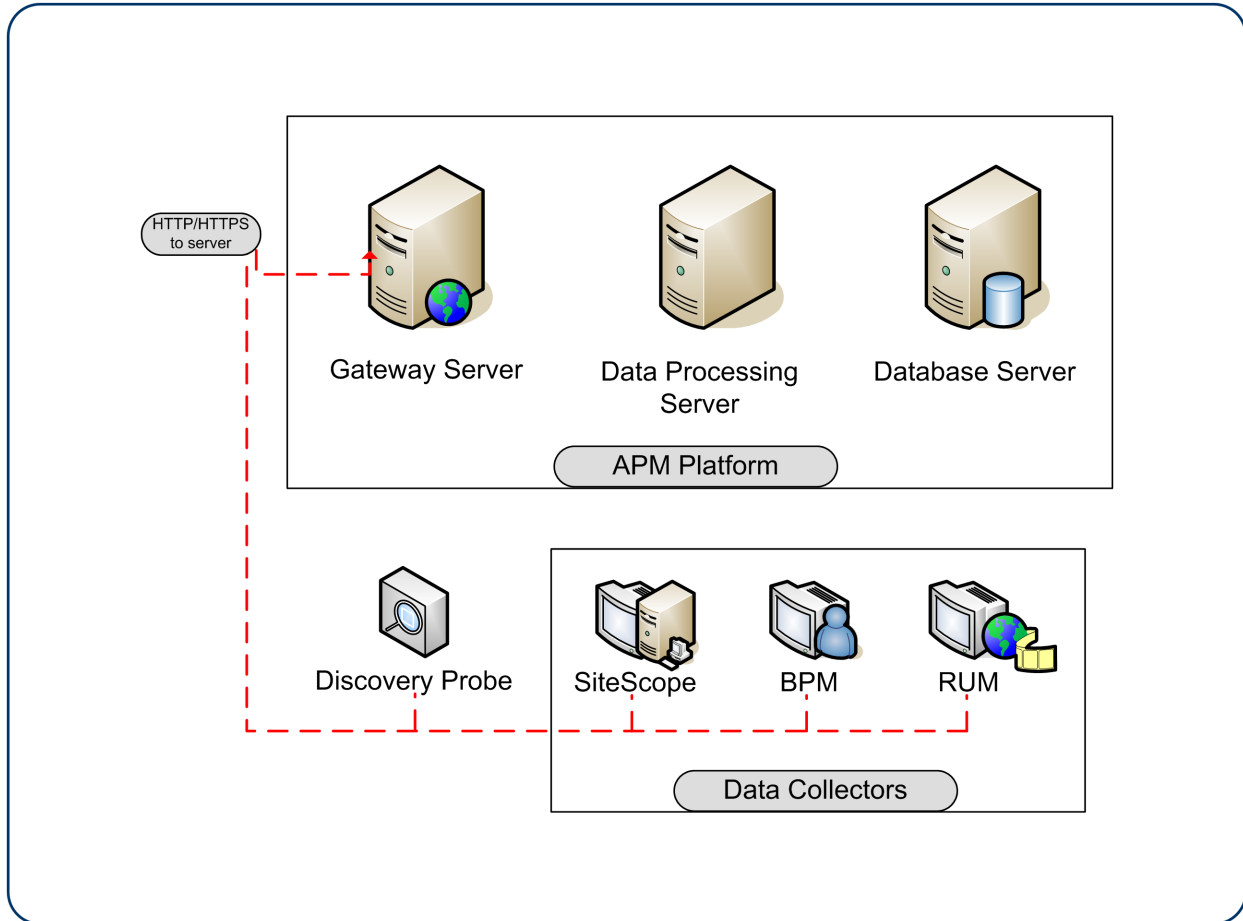 HTTP/HTTPS
to server
Gateway Server
Data Processing
Server
Database Server
APM Platform
Discovery Probe
SiteScope
BPM
RUM
Data Collectors